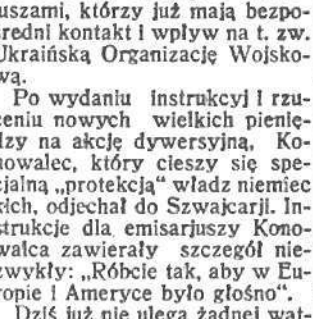 uszami, którzy już mają bezpo-
średni kontakt i wpływ na t. zw.
Ukraińską Organizację Wojsko-
wą.
Po wydaniu instrukcyj i rzu-
ceniu nowych wielkich pienię-
dzy na akcję dywersyjną, Ko-
nowalec, który cieszy się spe-
cjalną „protekcją“ władz niemiec
kich, odjechał do Szwajcarji. In-
strukcje dla emisarjuszy Kono-
walca zawierały szczegół nie-
zwykły: „Róbcie tak, aby w Eu-
ropie i Ameryce było głośno“.
Dziś już nie ulega żadnej wąt-